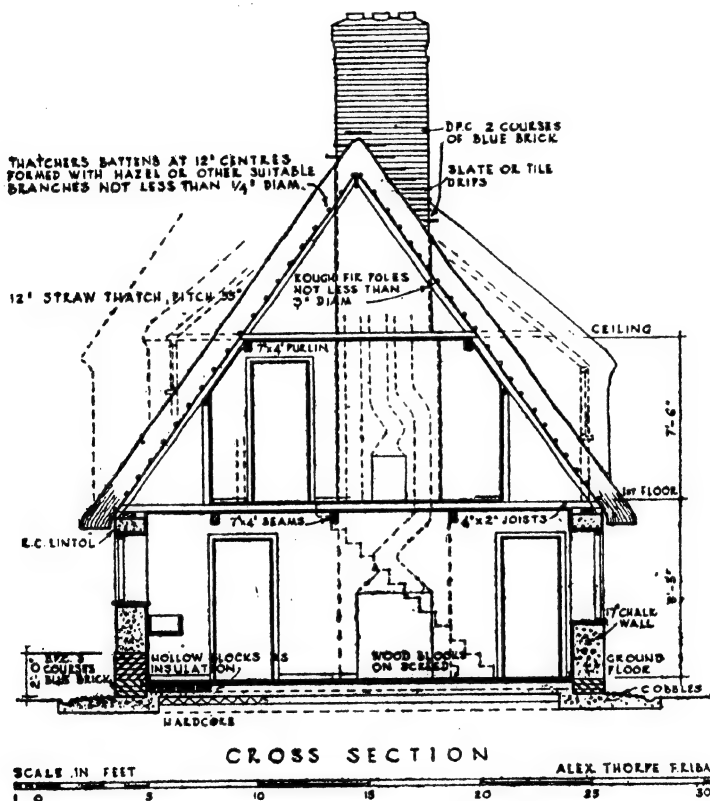 DPC 2 COURSES
OF BLUE BRICK
THATCHERS BATTENS AT 12" CENTRES
FORMED WITH HAZEL OR OTHER SUITABLE
BRANCHES NOT LESS THAN 1/4" DIAM.
SLATE OR TILE
DRIPS
ROUGH FIR POLES
NOT LESS THAN
3" DIAM
12" STRAW THATCH, PITCH 55°
CEILING
7"x4" PURLIN
7'-6"
1ST FLOOR
7"x4" BEAMS
4"x2" JOISTS
R.C. LINTOL
17" CHALK
WALL
2'-0"
COURSES
BLUE BRICK
HOLLOW BLOCKS AS
INSULATION
WOOD BLOCKS
ON SCREED
GROUND
FLOOR
COBBLES
HARDCORE
CROSS SECTION
SCALE IN FEET
ALEX THORPE F.R.I.B.A
1 0 5 10 15 20 25 30